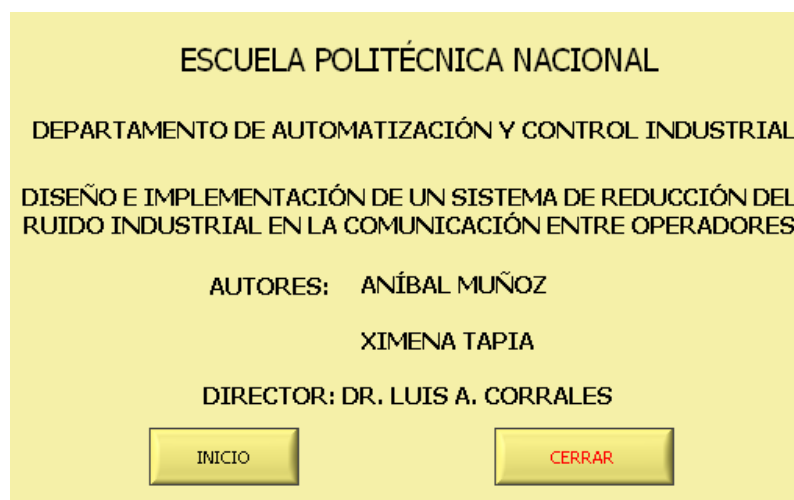 ESCUELA POLITÉCNICA NACIONAL
DEPARTAMENTO DE AUTOMATIZACIÓN Y CONTROL INDUSTRIAL
DISEÑO E IMPLEMENTACIÓN DE UN SISTEMA DE REDUCCIÓN DEL
RUIDO INDUSTRIAL EN LA COMUNICACIÓN ENTRE OPERADORES
AUTORES: ANÍBAL MUÑOZ
XIMENA TAPIA
DIRECTOR: DR. LUIS A. CORRALES
INICIO CERRAR